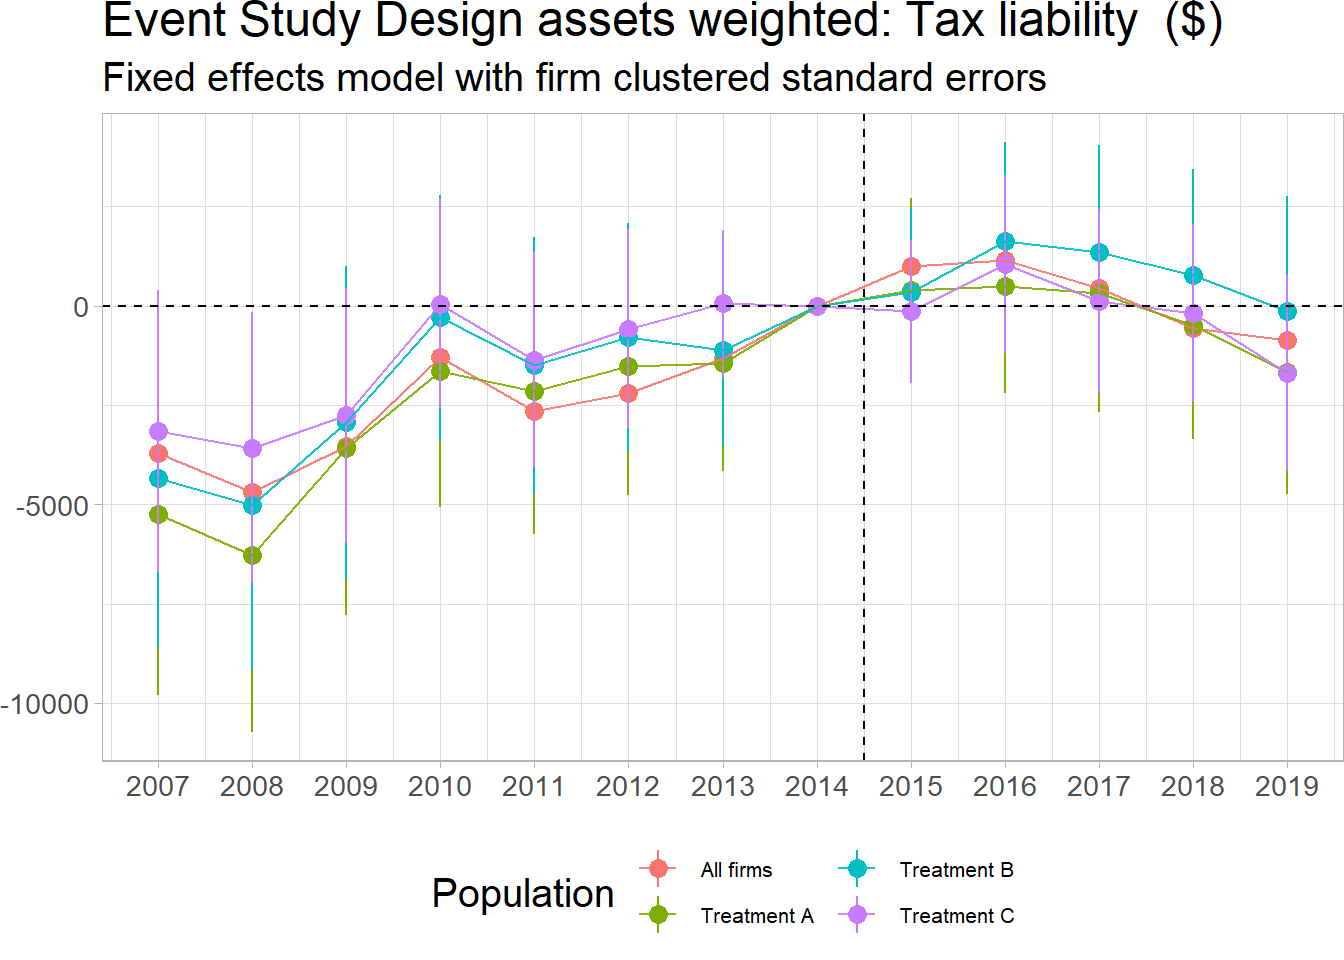 Event Study Design assets weighted: Tax liability  ($)
Fixed effects model with firm clustered standard errors
0
-5000
-10000
2007 2008 2009 2010 2011 2012 2013 2014 2015 2016 2017 2018 2019
Population
All firms
Treatment A
Treatment B
Treatment C